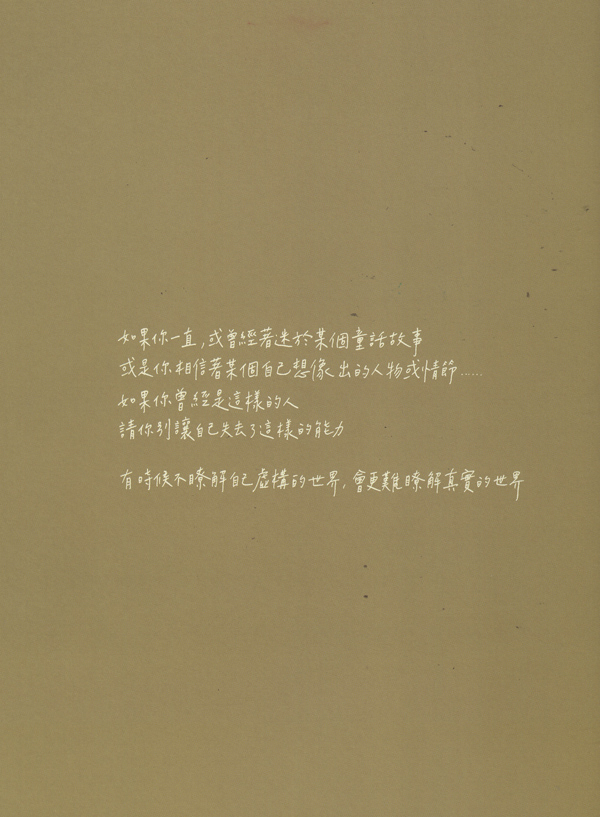 如果你一直,或曾經著迷於某個童話故事
或是你相信著某個自己想像出的人物或情節.....
如果你曾經是這樣的人
請你別讓自己失去了這樣的能力
有時候不瞭解自己虛構的世界,會更難瞭解真實的世界